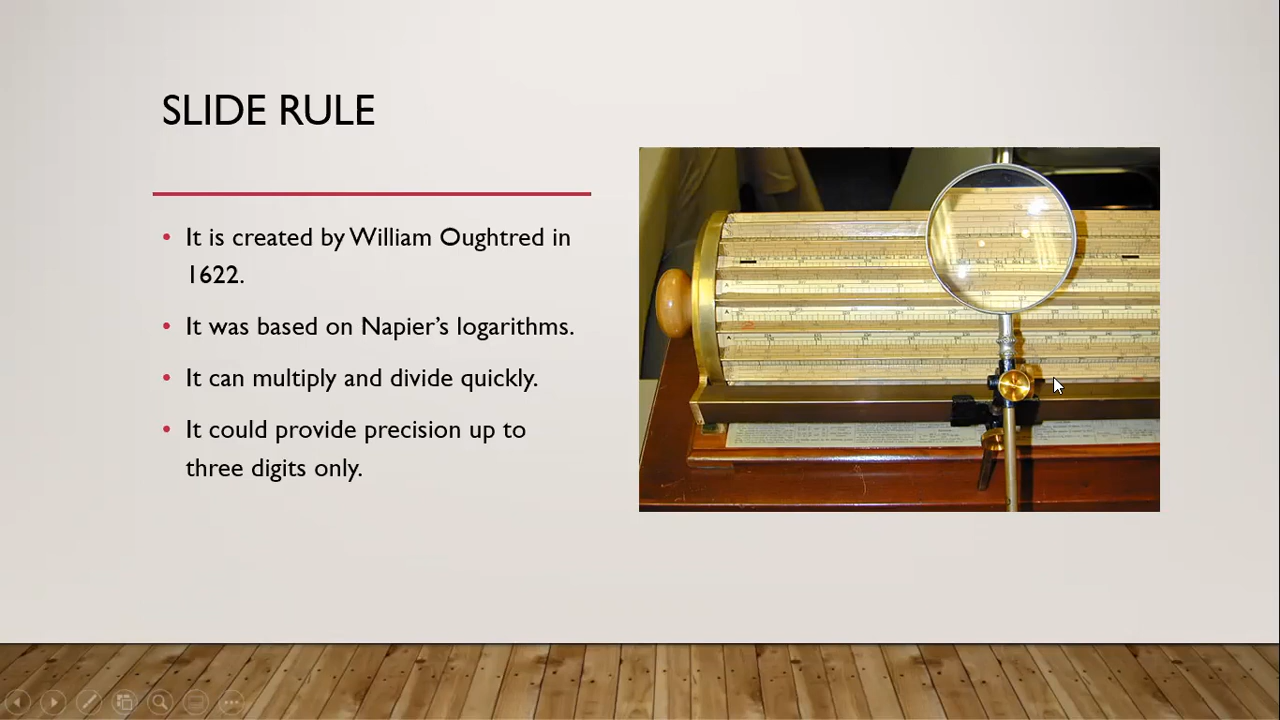 SLIDE RULE
• It is created by William Oughtred in
1622.
• It was based on Napier’s logarithms.
• It can multiply and divide quickly.
• It could provide precision up to
three digits only.